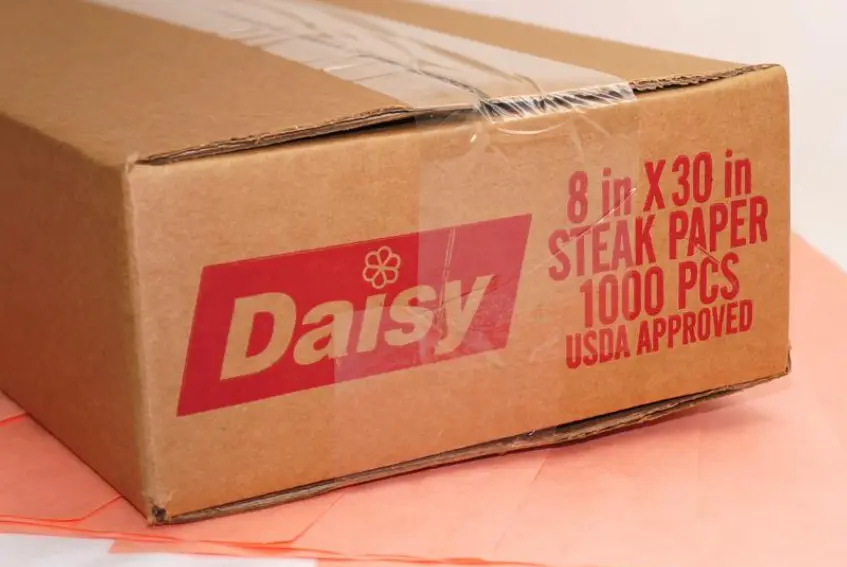 Daisy
8 in X 30 in
STEAK PAPER
1000 PCS
USDA APPROVED